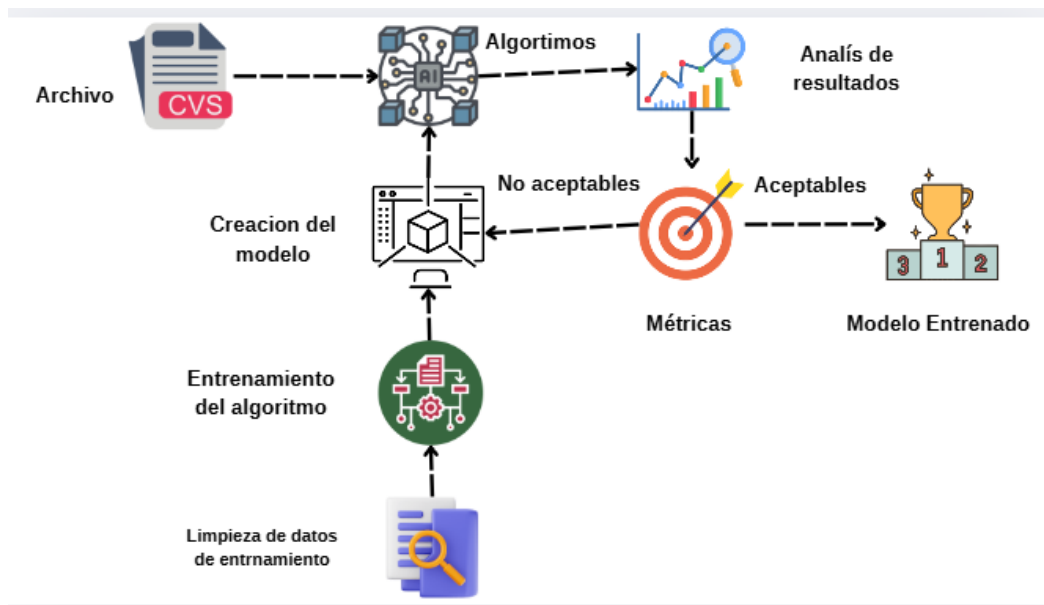 Archivo
CVS
AI
Algortimos
Analís de
resultados
Creacion del
modelo
No aceptables
Aceptables
3 1 2
Métricas
Modelo Entrenado
Entrenamiento
del algoritmo
Limpieza de datos
de entrnamiento